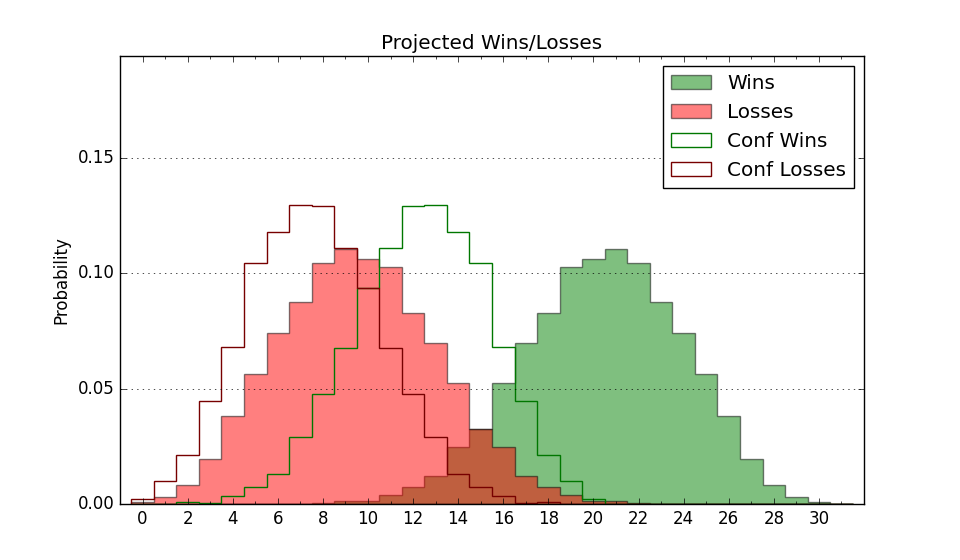 Projected Wins/Losses
Wins
Losses
Conf Wins
Conf Losses
Probability
0.15
0.10
0.05
0.00
0 2 4 6 8 10 12 14 16 18 20 22 24 26 28 30